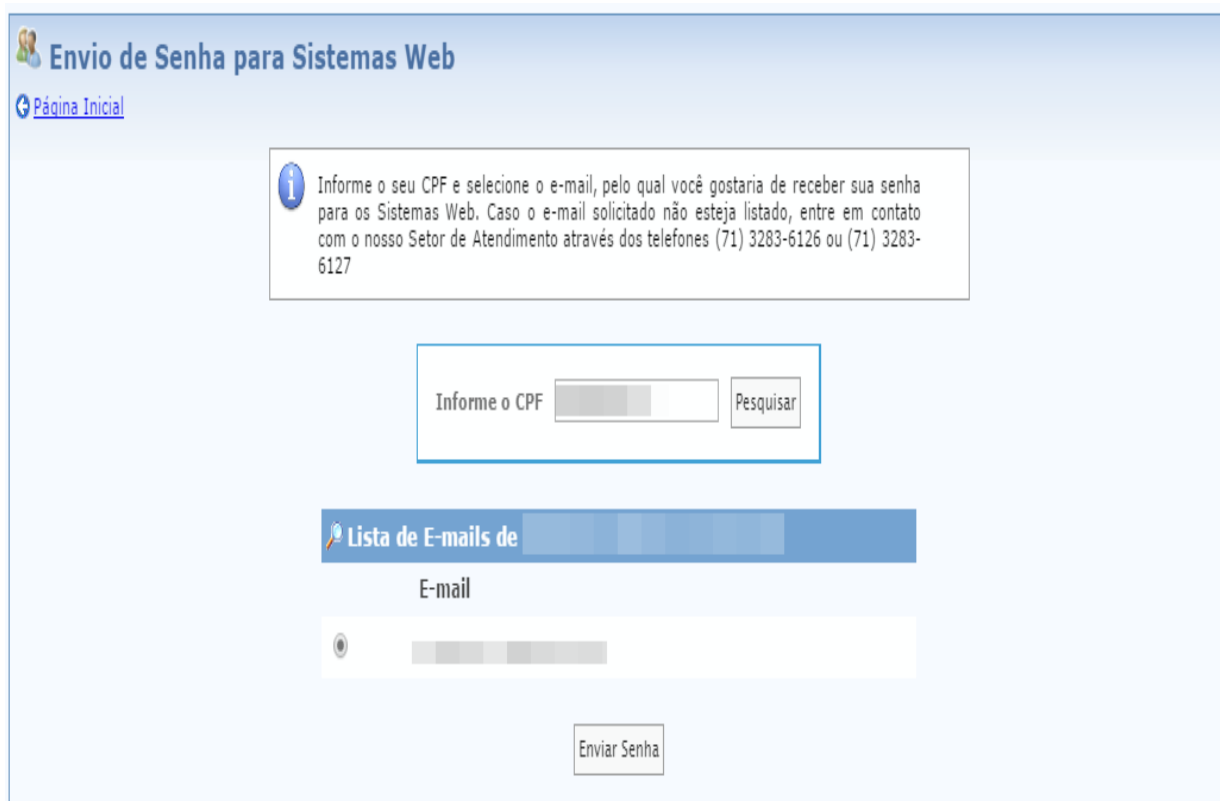 Envio de Senha para Sistemas Web
Página Inicial
Informe o seu CPF e selecione o e-mail, pelo qual você gostaria de receber sua senha
para os Sistemas Web. Caso o e-mail solicitado não esteja listado, entre em contato
com o nosso Setor de Atendimento através dos telefones (71) 3283-6126 ou (71) 3283-
6127
Informe o CPF
Pesquisar
Lista de E-mails de
E-mail
Enviar Senha